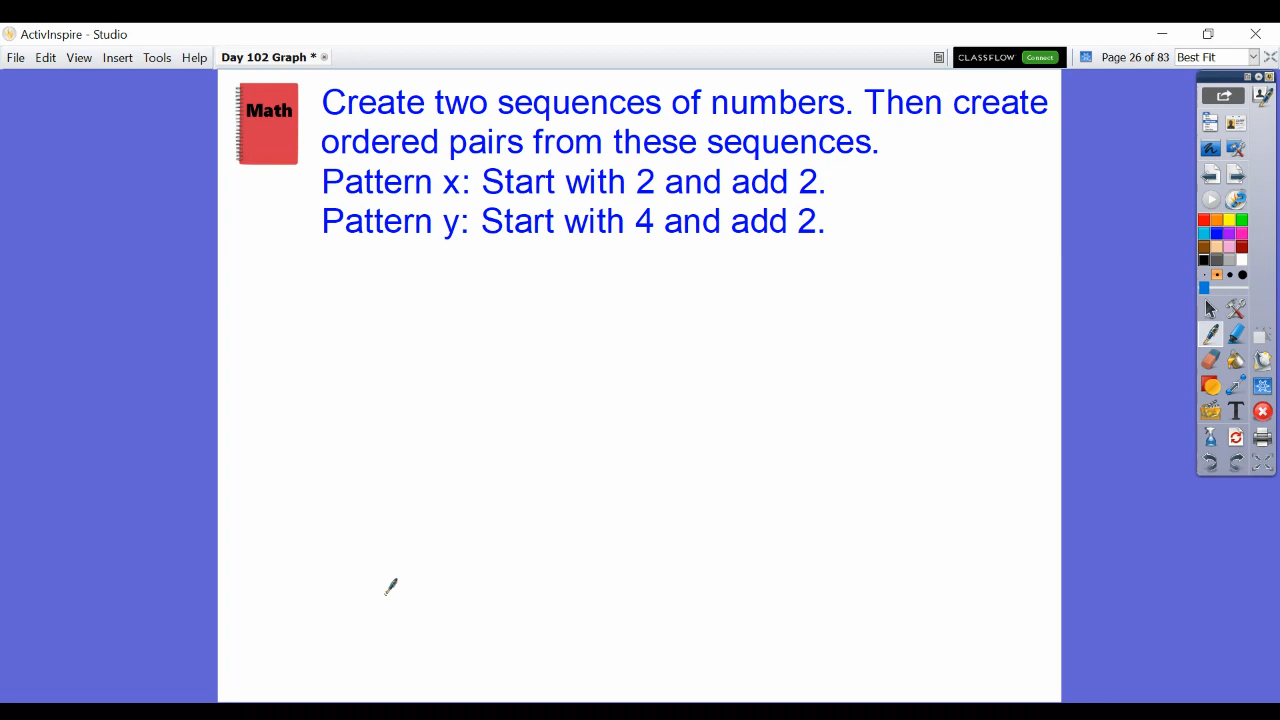 ActivInspire - Studio
File Edit View Insert Tools Help Day 102 Graph * CLASSFLOW Connect Page 26 of 83 Best Fit
Math
Create two sequences of numbers. Then create
ordered pairs from these sequences.
Pattern x: Start with 2 and add 2.
Pattern y: Start with 4 and add 2.